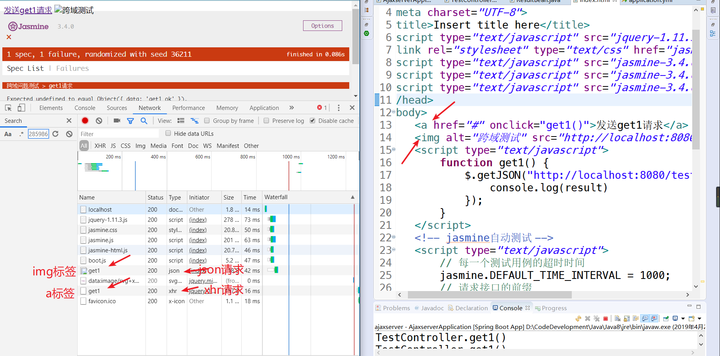 发送get1请求 跨域测试
Jasmine 3.4.0
Options
×
1 spec, 1 failure, randomized with seed 36211
finished in 0.086s
Spec List | Failures
跨域问题测试 > get1请求
Expected undefined to equal Object({ data: 'get1 ok' }).
Elements Console Sources Network Performance Memory Application »
1
Search
Group by frame Preserve log Disable cache
View:
Aa .* 285986
Filter
Hide data URLs
All XHR JS CSS Img Media Font Doc WS Manifest Other
200 ms 400 ms 600 ms 800 ms 1000 ms 1200 ms
Name Status Type Initiator Size Time Waterfall
localhost 200 doc... Other 1.8 ... 14 ms
jquery-1.11.3.js 200 script (index) 278 ... 73 ms
jasmine.css 200 styl... (index) 20.8... 50 ms
jasmine.js 200 script (index) 201 ... 63 ms
jasmine-html.js 200 script (index) 20.7... 46 ms
boot.js 200 script (index) 5.2 ... 47 ms
get1 200 json 42 ms
data:image/svg+x... 200 svg...
get1 200 xhr 16 ms
favicon.ico 200 x-icon Other 1.1 ... 18 ms
img标签
json请求
a标签
xhr请求
4 meta charset="UTF-8">
5 title>Insert title here</title>
6 script type="text/javascript" src="jquery-1.11.
7 link rel="stylesheet" type="text/css" href="jas
8 script type="text/javascript" src="jasmine-3.4.
9 script type="text/javascript" src="jasmine-3.4.
10 script type="text/javascript" src="jasmine-3.4.
11 /head>
12 body>
13 <a href="#" onclick="get1()">发送get1请求</a>
14 <img alt="跨域测试" src="http://localhost:8080
15 <script type="text/javascript">
16 function get1() {
17 $.getJSON("http://localhost:8080/test
18 console.log(result)
19 });
20 }
21 </script>
22 <!-- jasmine自动测试 -->
23 <script type="text/javascript">
24 // 每一个测试用例的超时时间
25 jasmine.DEFAULT_TIME_INTERVAL = 1000;
26 // 请求接口的前缀
Problems @ Javadoc Declaration Console Progress
ajaxserver - AjaxserverApplication [Spring Boot App] D:\CodeDevelopment\Java\Java8\jre\bin\javaw.exe (2019年4月2
TestController.get1()
TestController.get1()